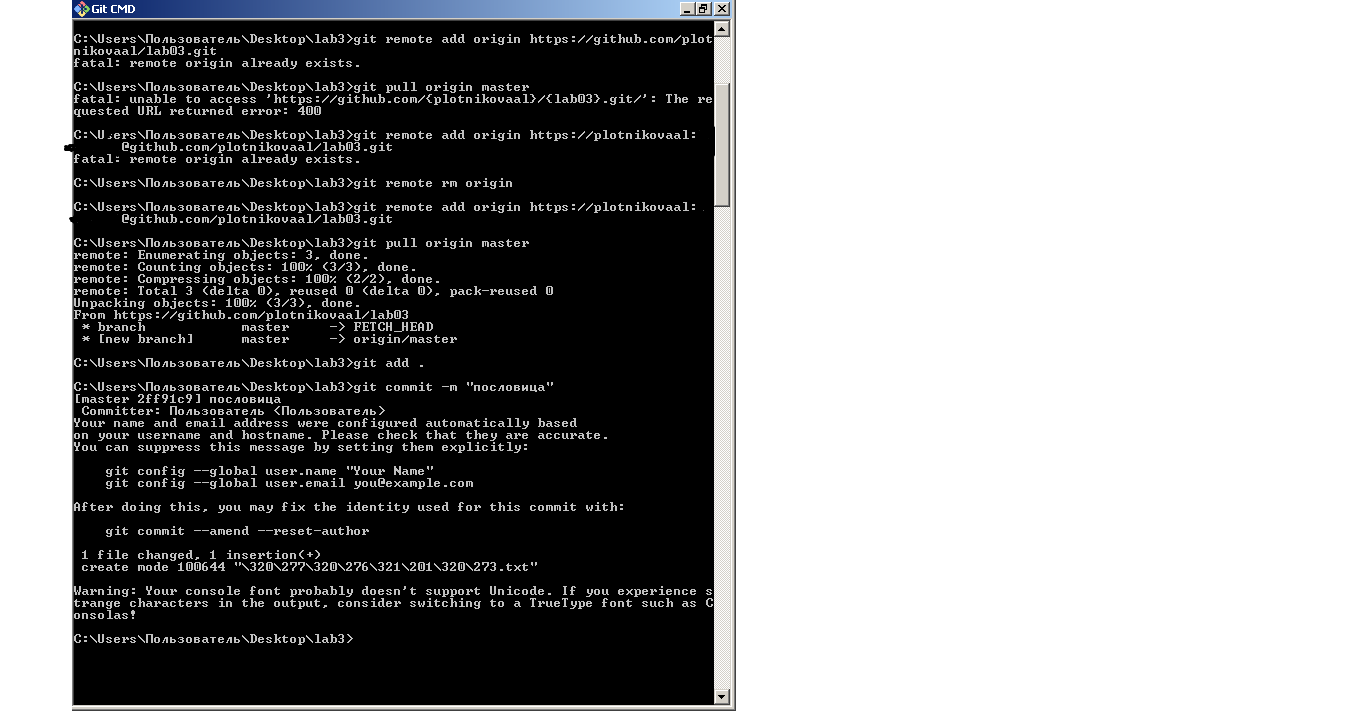 Git CMD
C:\Users\Пользователь\Desktop\lab3>git remote add origin https://github.com/plot
nikovaal/lab03.git
fatal: remote origin already exists.
C:\Users\Пользователь\Desktop\lab3>git pull origin master
fatal: unable to access 'https://github.com/{plotnikovaal}/{lab03}.git/': The re
quested URL returned error: 400
C:\Users\Пользователь\Desktop\lab3>git remote add origin https://plotnikovaal:
@github.com/plotnikovaal/lab03.git
fatal: remote origin already exists.
C:\Users\Пользователь\Desktop\lab3>git remote rm origin
C:\Users\Пользователь\Desktop\lab3>git remote add origin https://plotnikovaal:
@github.com/plotnikovaal/lab03.git
C:\Users\Пользователь\Desktop\lab3>git pull origin master
remote: Enumerating objects: 3, done.
remote: Counting objects: 100% (3/3), done.
remote: Compressing objects: 100% (2/2), done.
remote: Total 3 (delta 0), reused 0 (delta 0), pack-reused 0
Unpacking objects: 100% (3/3), done.
From https://github.com/plotnikovaal/lab03
* branch master -> FETCH_HEAD
* [new branch] master -> origin/master
C:\Users\Пользователь\Desktop\lab3>git add .
C:\Users\Пользователь\Desktop\lab3>git commit -m "пословица"
[master 2ff91c9] пословица
Committer: Пользователь <Пользователь>
Your name and email address were configured automatically based
on your username and hostname. Please check that they are accurate.
You can suppress this message by setting them explicitly:
git config --global user.name "Your Name"
git config --global user.email you@example.com
After doing this, you may fix the identity used for this commit with:
git commit --amend --reset-author
1 file changed, 1 insertion(+)
create mode 100644 "\320\277\320\276\321\201\320\273.txt"
Warning: Your console font probably doesn't support Unicode. If you experience s
trange characters in the output, consider switching to a TrueType font such as C
onsolas!
C:\Users\Пользователь\Desktop\lab3>